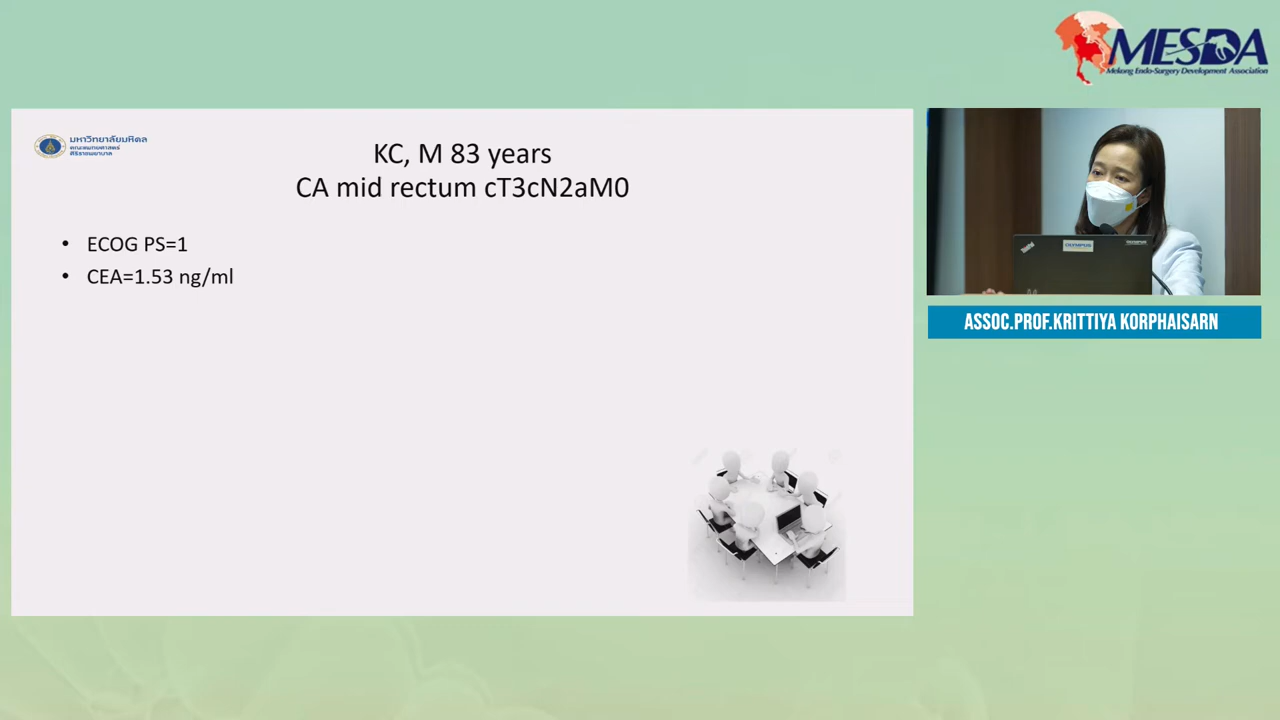 MESDA
Mekong Endo-Surgery Development Association
มหาวิทยาลัยมหิดล
คณะแพทยศาสตร์
ศิริราชพยาบาล
KC, M 83 years
CA mid rectum cT3cN2aM0
• ECOG PS=1
• CEA=1.53 ng/ml
ThinkPad
OLYMPUS
OLYMPUS
ASSOC.PROF.KRITTIYA KORPHAISARN